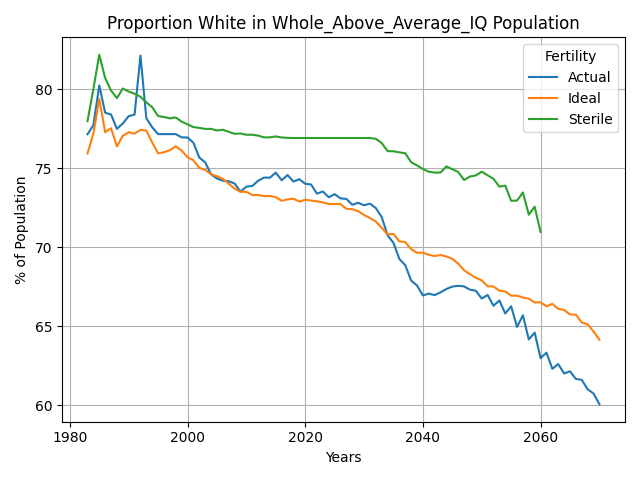 Proportion White in Whole_Above_Average_IQ Population
Fertility
Actual
Ideal
Sterile
% of Population
80
75
70
65
60
1980
2000
2020
2040
2060
Years